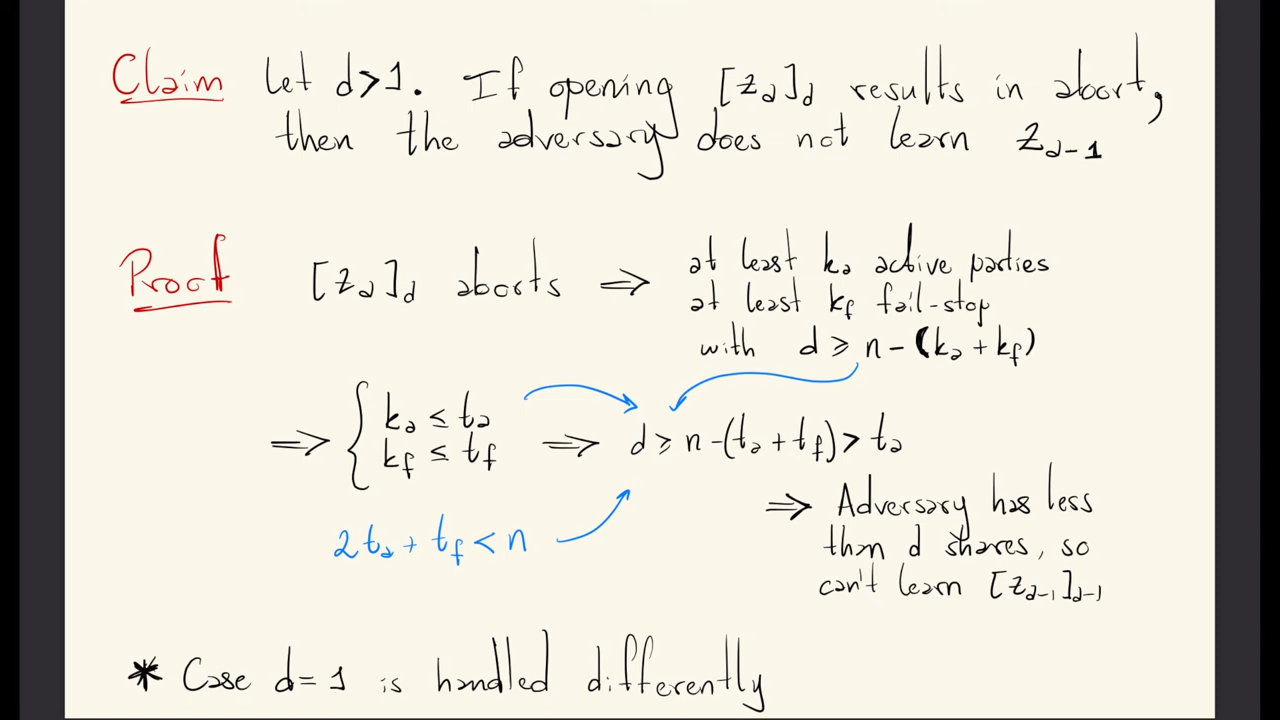 Claim Let d>1. If opening [z_d]_d results in abort,
then the adversary does not learn z_{d-1}
Proof [z_d]_d aborts ⇒ at least k_a active parties
at least k_f fail-stop
with d ≥ n - (k_a + k_f)
⇒ { k_a ≤ t_a
k_f ≤ t_f ⇒ d ≥ n - (t_a + t_f) > t_a
2t_a + t_f < n
⇒ Adversary has less
than d shares, so
can't learn [z_{d-1}]_{d-1}
* Case d=1 is handled differently